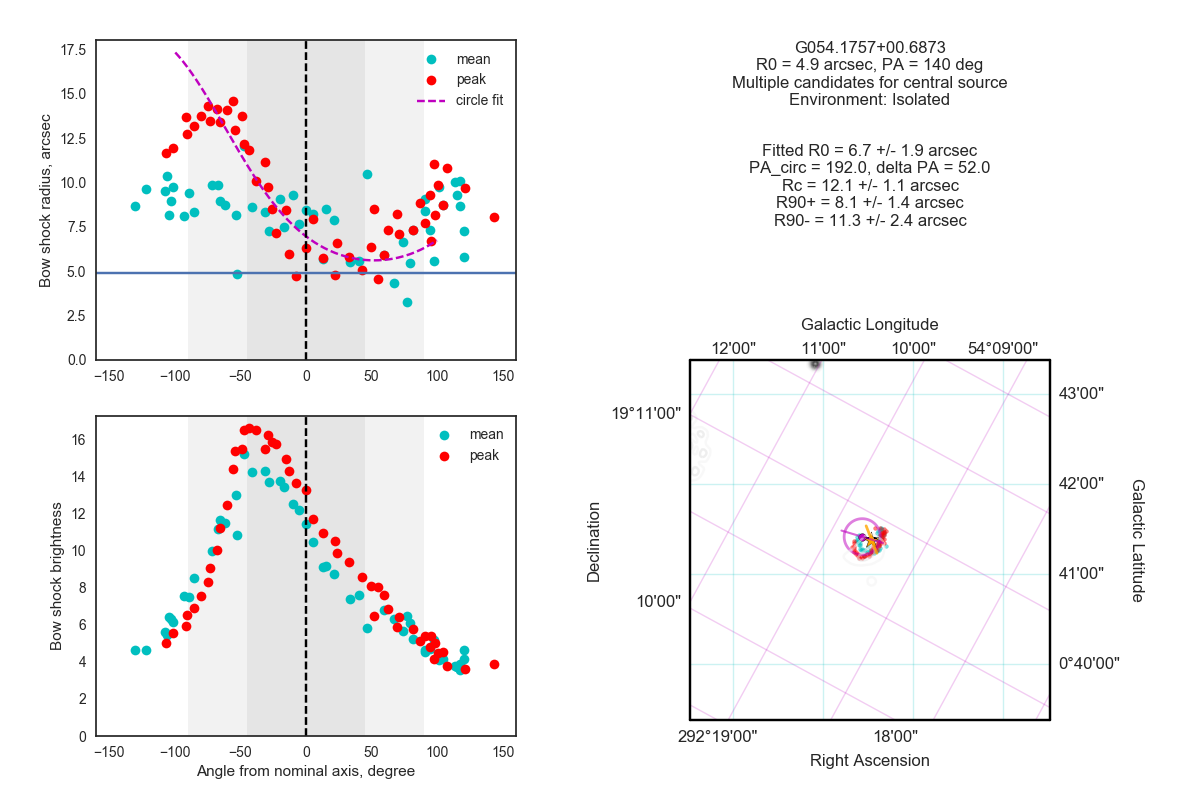 17.5
15.0
12.5
10.0
7.5
5.0
2.5
0.0
Bow shock radius, arcsec
mean
peak
circle fit
−150
−100
−50
0
50
100
150
16
14
12
10
8
6
4
2
0
Bow shock brightness
mean
peak
−150
−100
−50
0
50
100
150
Angle from nominal axis, degree
G054.1757+00.6873
R0 = 4.9 arcsec, PA = 140 deg
Multiple candidates for central source
Environment: Isolated
Fitted R0 = 6.7 +/- 1.9 arcsec
PA_circ = 192.0, delta PA = 52.0
Rc = 12.1 +/- 1.1 arcsec
R90+ = 8.1 +/- 1.4 arcsec
R90- = 11.3 +/- 2.4 arcsec
Galactic Longitude
12'00"
11'00"
10'00"
54°09'00"
19°11'00"
10'00"
Declination
43'00"
42'00"
41'00"
0°40'00"
Galactic Latitude
292°19'00"
18'00"
Right Ascension